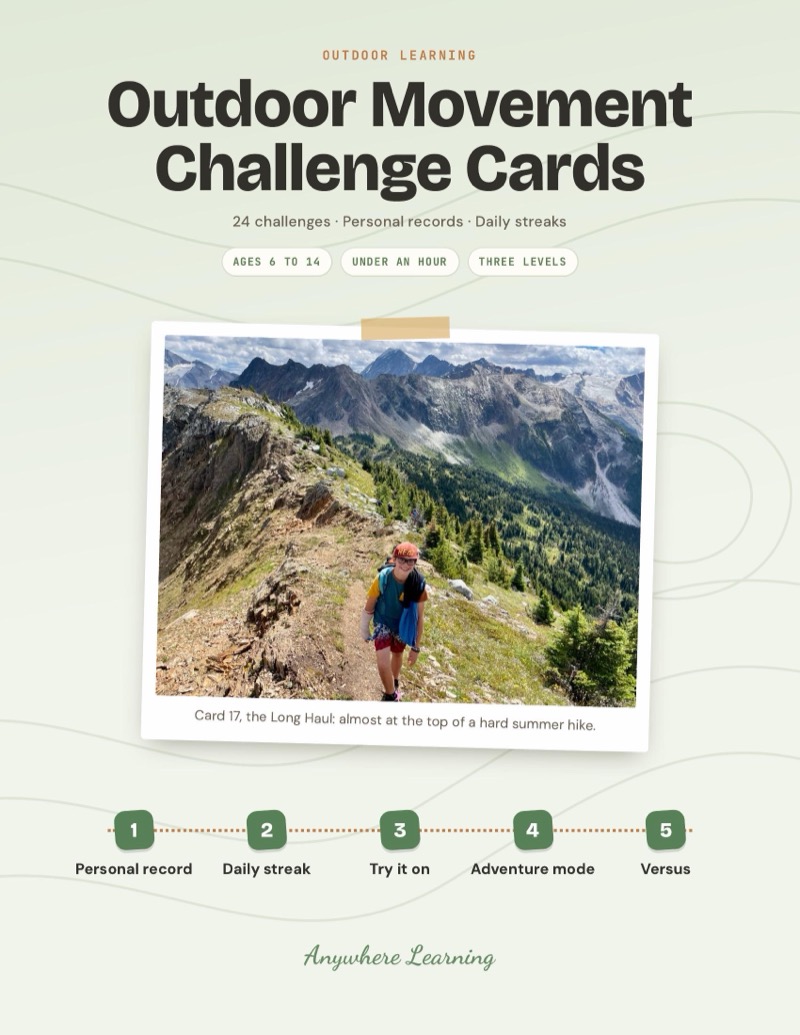 OUTDOOR LEARNING
Outdoor Movement
Challenge Cards
24 challenges · Personal records · Daily streaks
AGES 6 TO 14 UNDER AN HOUR THREE LEVELS
Card 17, the Long Haul: almost at the top of a hard summer hike.
1 2 3 4 5
Personal record Daily streak Try it on Adventure mode Versus
Anywhere Learning